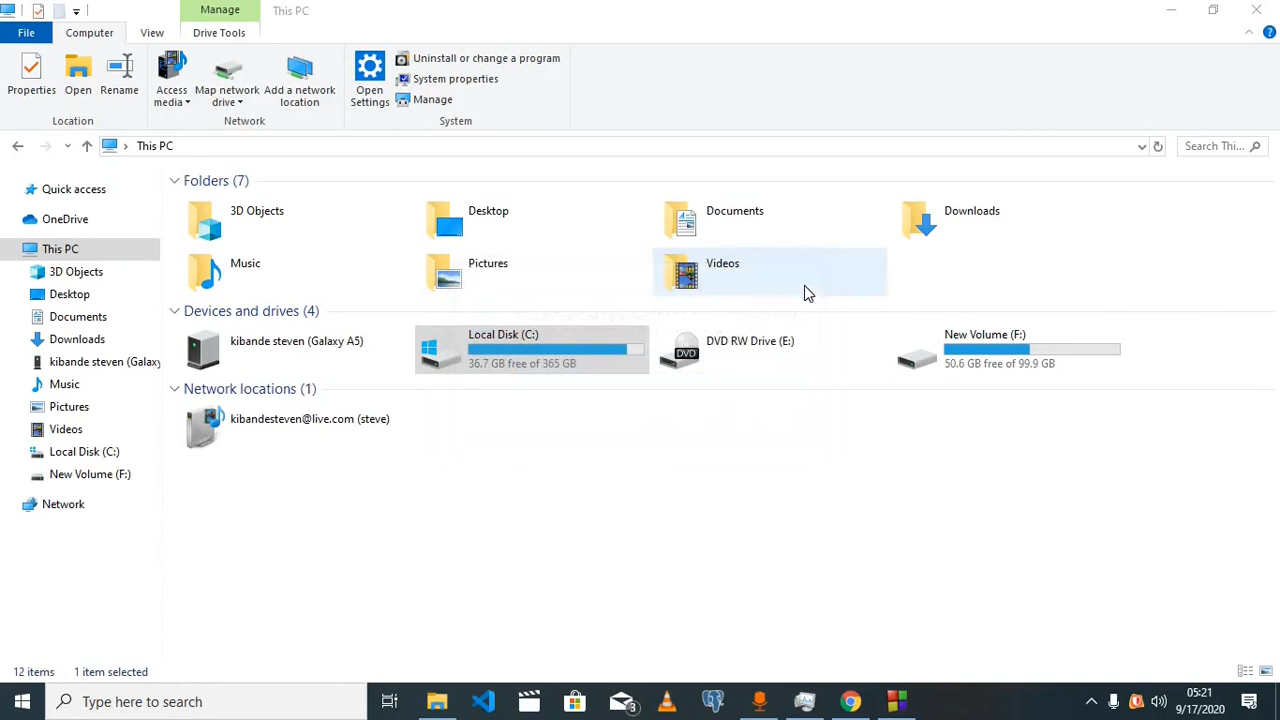 Manage
This PC
File
Computer
View
Drive Tools
Properties
Open
Rename
Access media
Map network drive
Add a network location
Open Settings
Uninstall or change a program
System properties
Manage
Location
Network
System
This PC
Search Thi...
Quick access
OneDrive
This PC
3D Objects
Desktop
Documents
Downloads
kibande steven (Galaxy
Music
Pictures
Videos
Local Disk (C:)
New Volume (F:)
Network
Folders (7)
3D Objects
Desktop
Documents
Downloads
Music
Pictures
Videos
Devices and drives (4)
kibande steven (Galaxy A5)
Local Disk (C:)
36.7 GB free of 365 GB
DVD RW Drive (E:)
DVD
New Volume (F:)
50.6 GB free of 99.9 GB
Network locations (1)
kibandesteven@live.com (steve)
12 items
1 item selected
Type here to search
3
05:21
9/17/2020